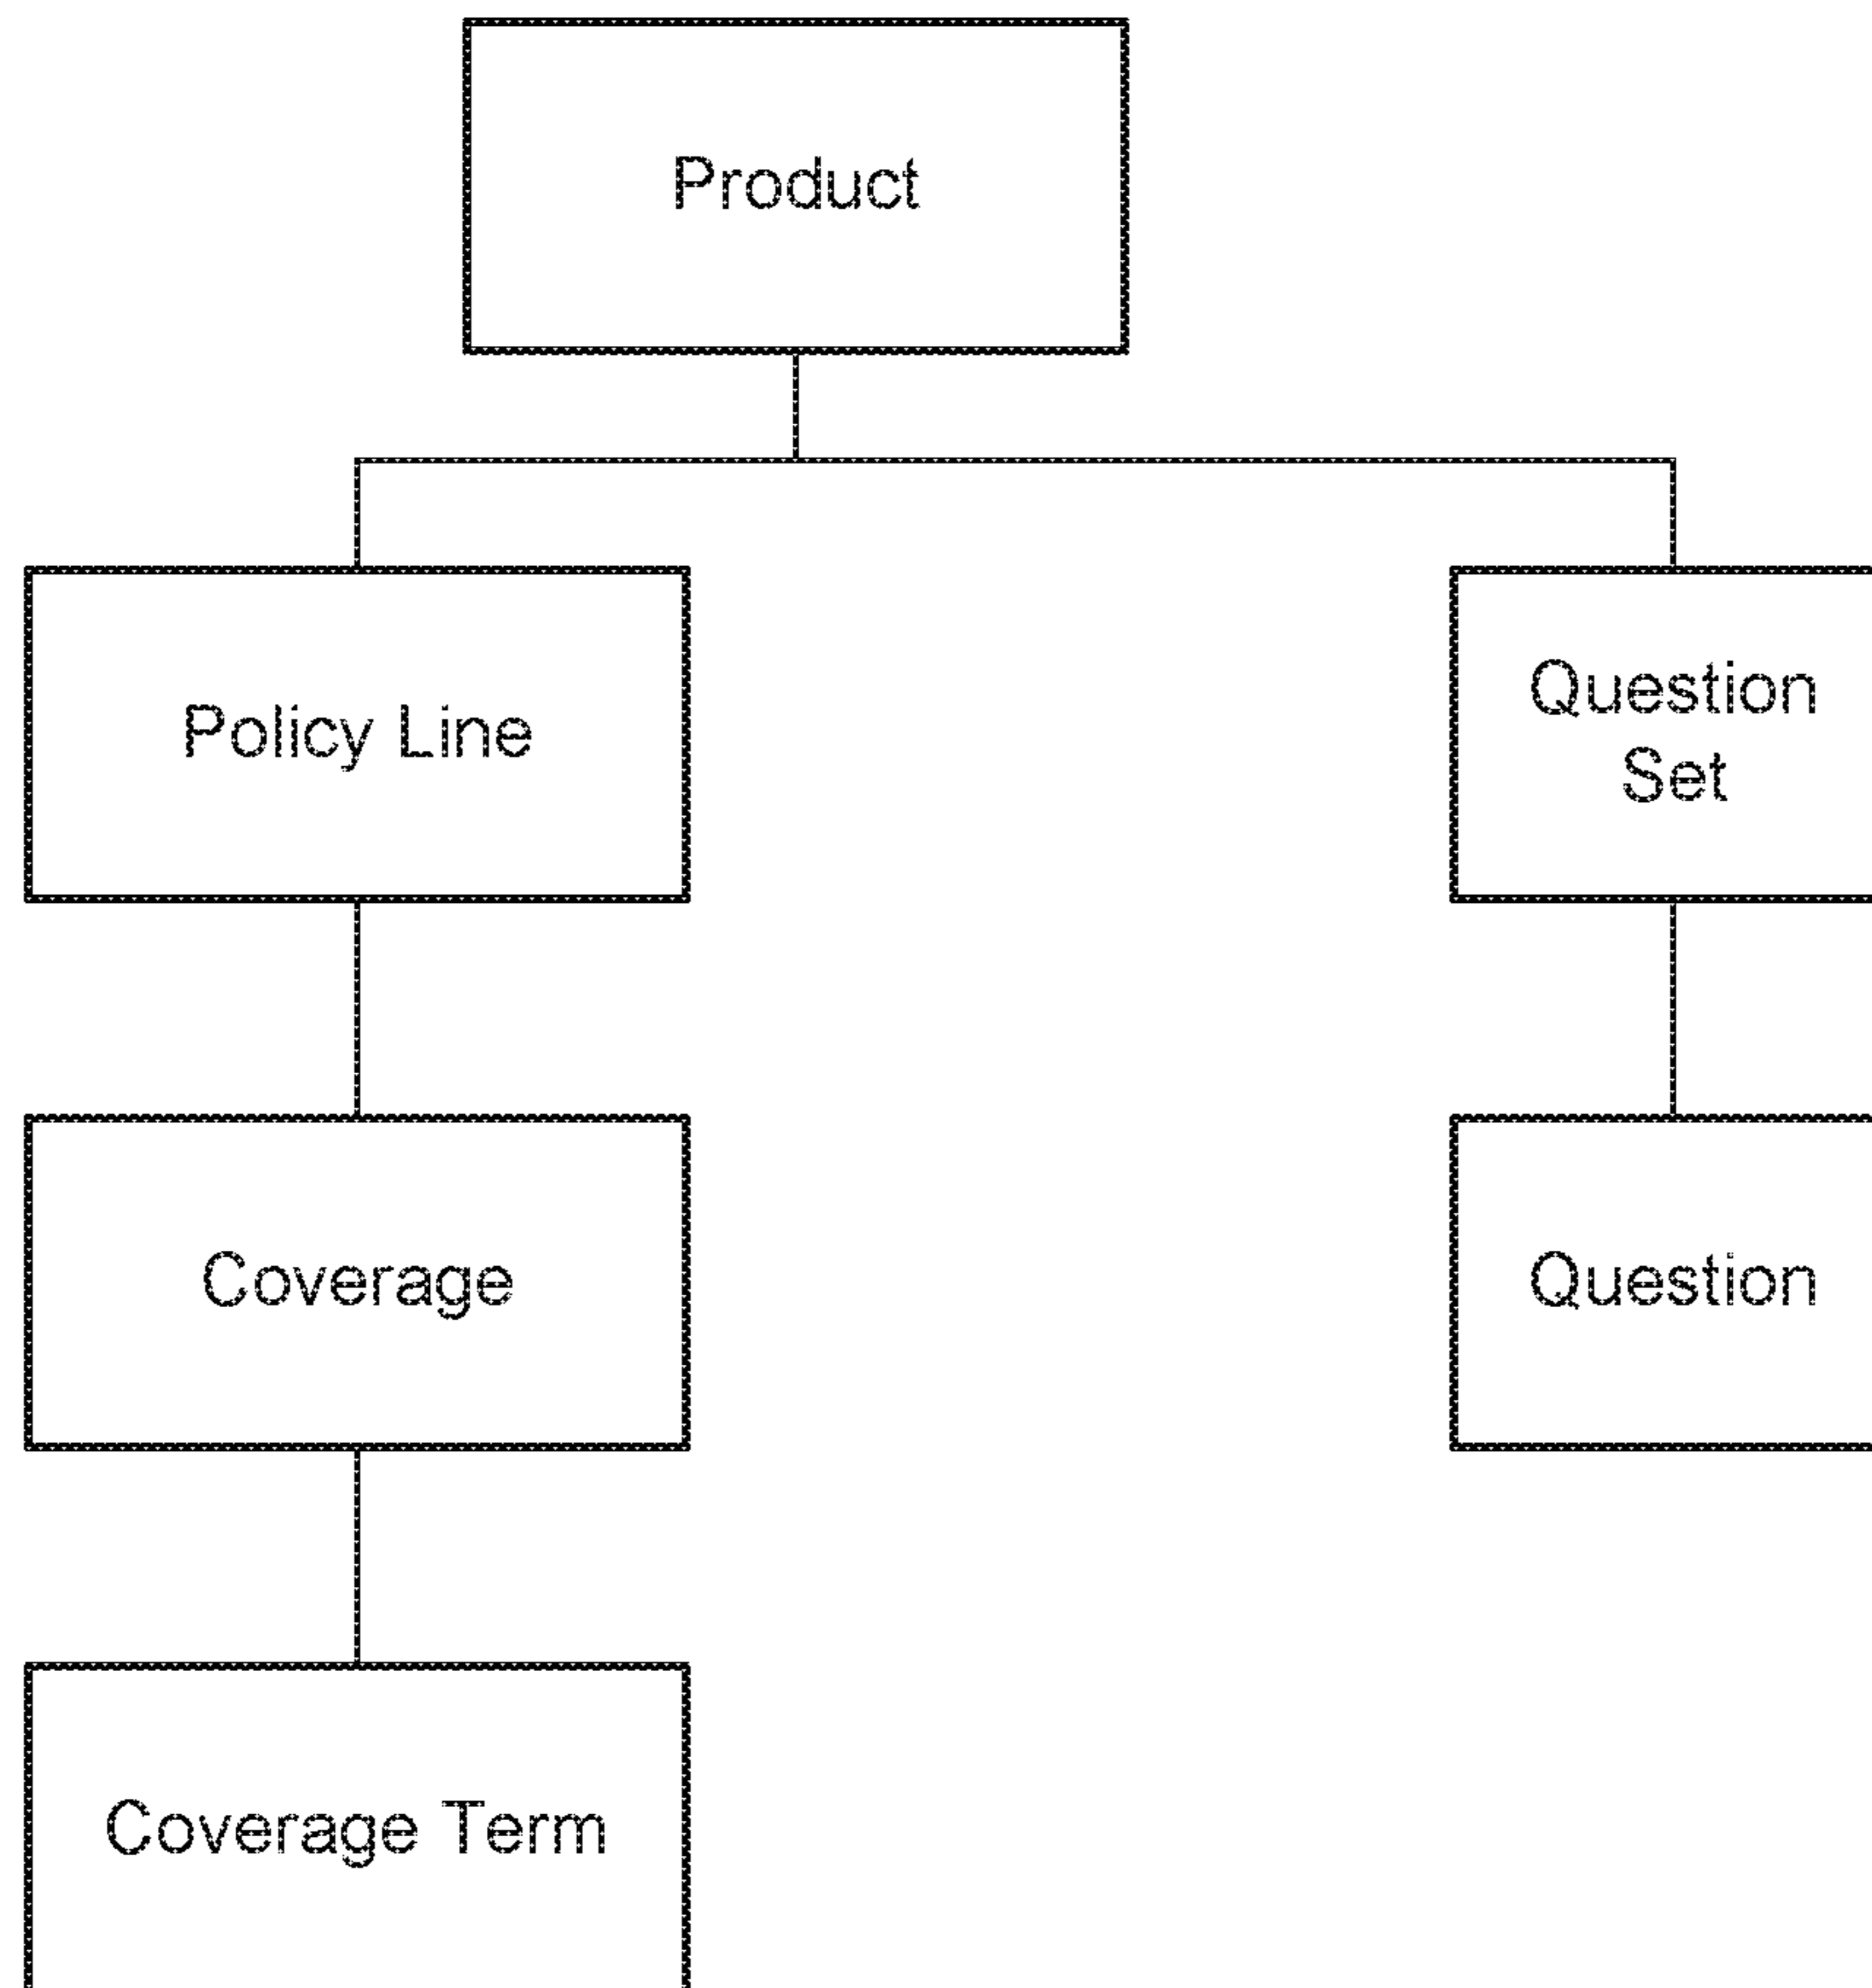 Product
Policy Line
Question
Set
Coverage
Question
Coverage Term